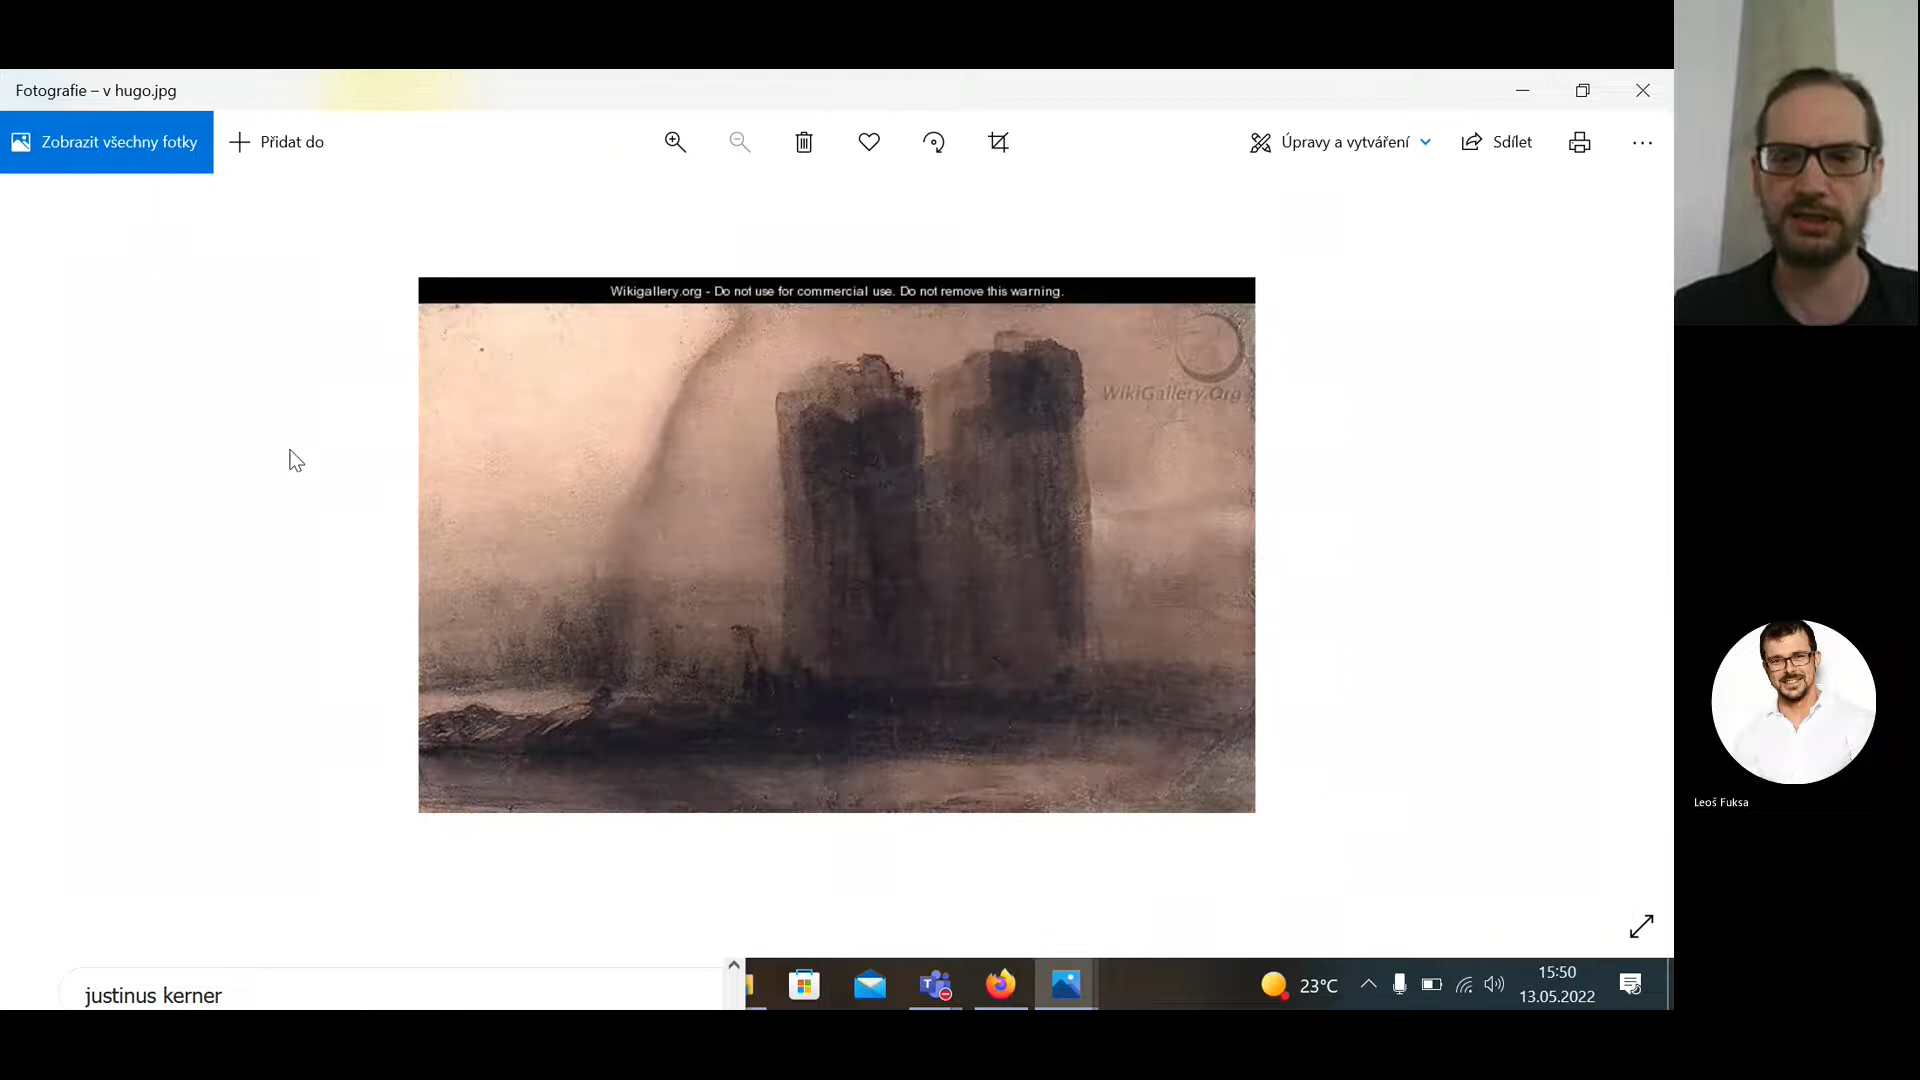 Fotografie – v hugo.jpg
Zobrazit všechny fotky
Přidat do
Úpravy a vytváření
Sdílet
Wikigallery.org - Do not use for commercial use. Do not remove this warning.
WikiGallery.Org
Leoš Fuksa
justinus kerner
23°C
15:50
13.05.2022